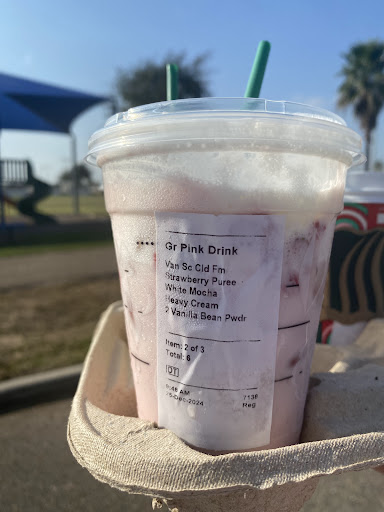 Gr Pink Drink
Van Sc Cld Fm
Strawberry Puree
White Mocha
Heavy Cream
2 Vanilla Bean Pwdr
Item: 2 of 3
Total: 6
DT
15-Dec-2024
Reg